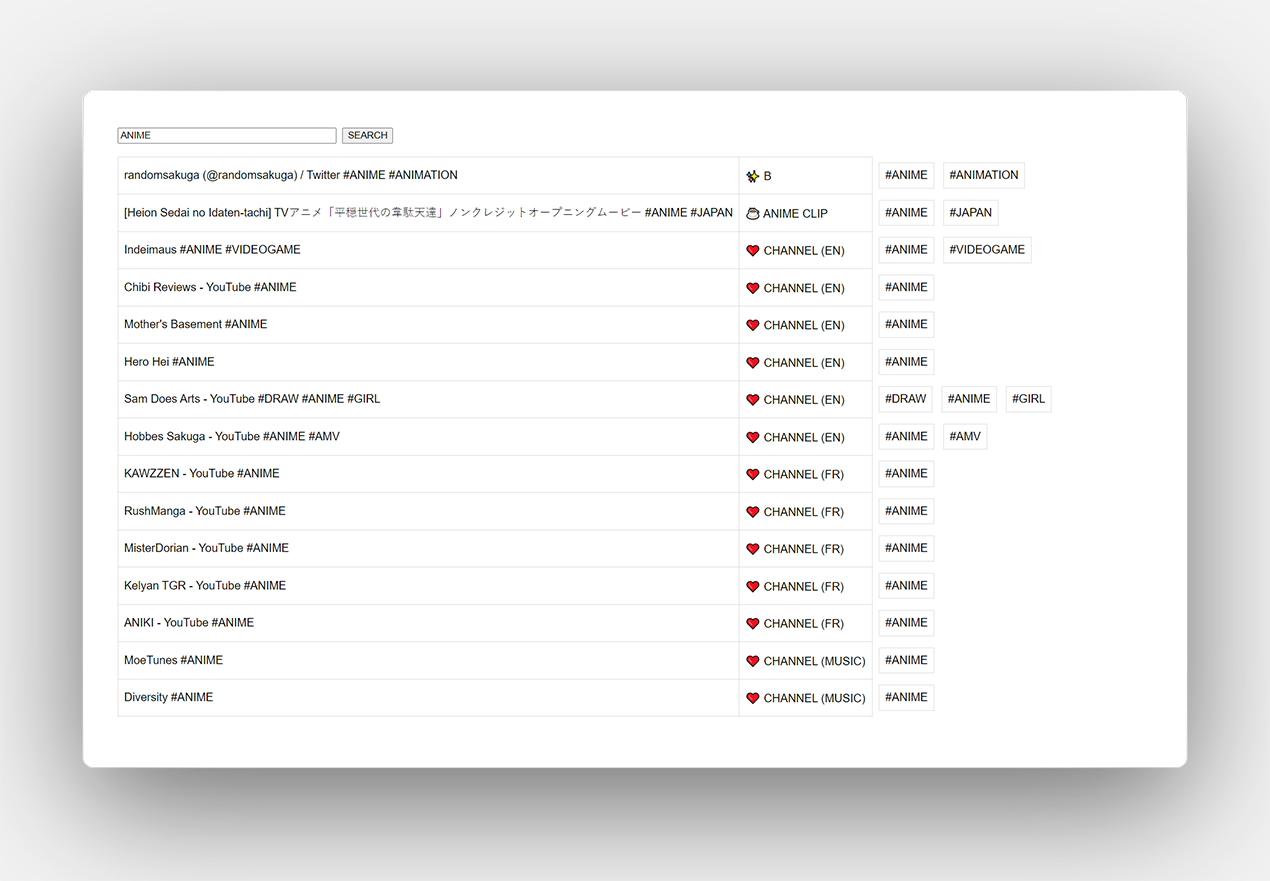 ANIME SEARCH
randomsakuga (@randomsakuga) / Twitter #ANIME #ANIMATION ✨ B #ANIME #ANIMATION
[Heion Sedai no Idaten-tachi] TVアニメ「平穏世代の韋駄天達」ノンクレジットオープニングムービー #ANIME #JAPAN 🍚 ANIME CLIP #ANIME #JAPAN
Indeimaus #ANIME #VIDEOGAME ❤ CHANNEL (EN) #ANIME #VIDEOGAME
Chibi Reviews - YouTube #ANIME ❤ CHANNEL (EN) #ANIME
Mother's Basement #ANIME ❤ CHANNEL (EN) #ANIME
Hero Hei #ANIME ❤ CHANNEL (EN) #ANIME
Sam Does Arts - YouTube #DRAW #ANIME #GIRL ❤ CHANNEL (EN) #DRAW #ANIME #GIRL
Hobbes Sakuga - YouTube #ANIME #AMV ❤ CHANNEL (EN) #ANIME #AMV
KAWZZEN - YouTube #ANIME ❤ CHANNEL (FR) #ANIME
RushManga - YouTube #ANIME ❤ CHANNEL (FR) #ANIME
MisterDorian - YouTube #ANIME ❤ CHANNEL (FR) #ANIME
Kelyan TGR - YouTube #ANIME ❤ CHANNEL (FR) #ANIME
ANIKI - YouTube #ANIME ❤ CHANNEL (FR) #ANIME
MoeTunes #ANIME ❤ CHANNEL (MUSIC) #ANIME
Diversity #ANIME ❤ CHANNEL (MUSIC) #ANIME